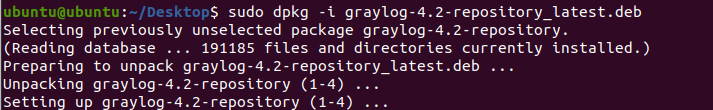 ubuntu@ubuntu:~/Desktop$ sudo dpkg -i graylog-4.2-repository_latest.deb
Selecting previously unselected package graylog-4.2-repository.
(Reading database ... 191185 files and directories currently installed.)
Preparing to unpack graylog-4.2-repository_latest.deb ...
Unpacking graylog-4.2-repository (1-4) ...
Setting up graylog-4.2-repository (1-4) ...